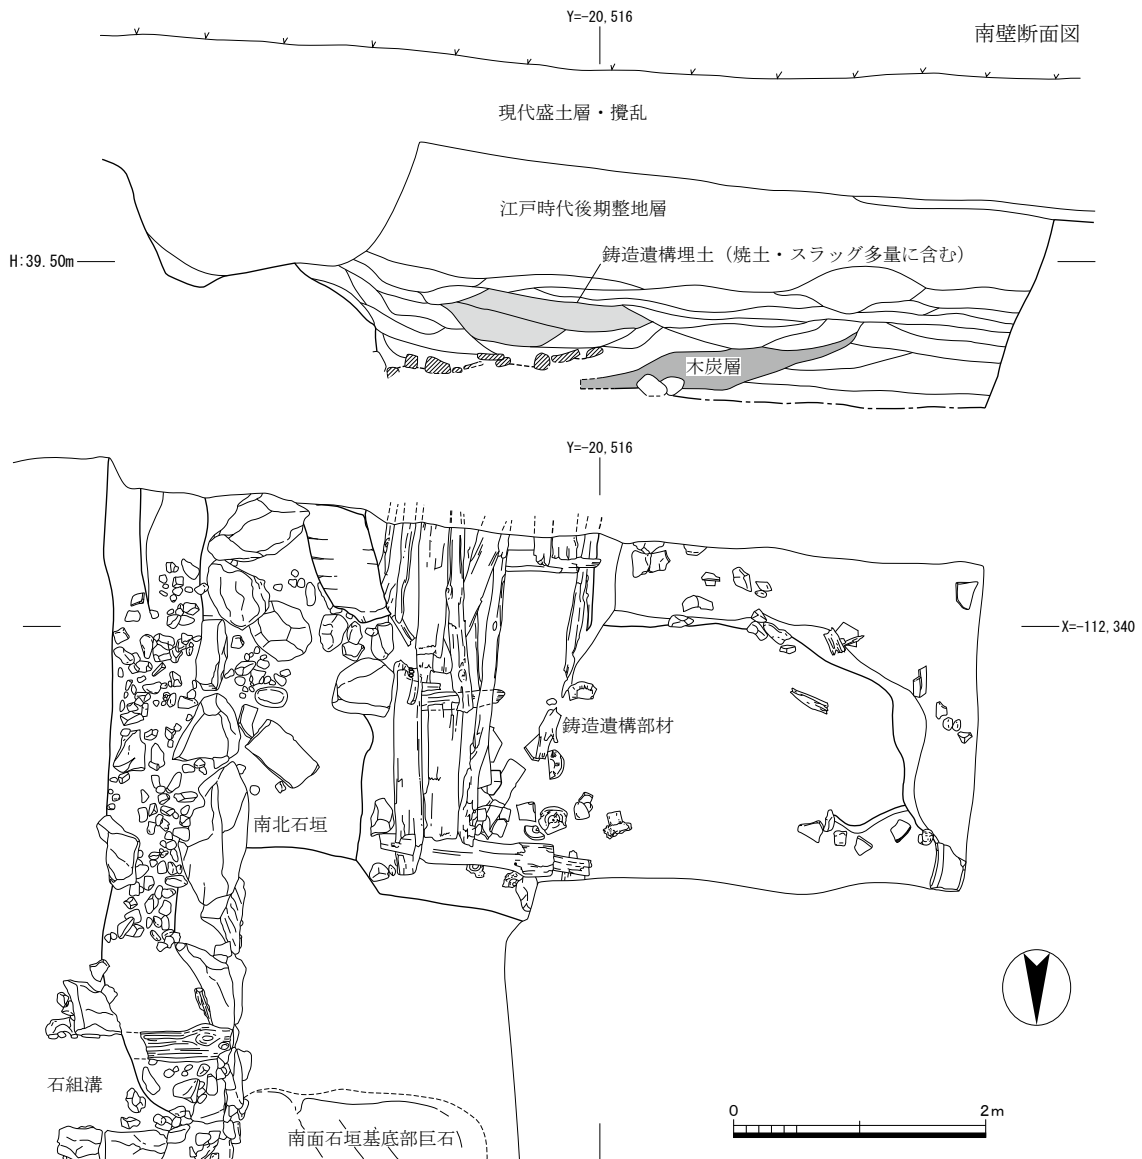 Y=-20,516
南壁断面図
現代盛土層・攪乱
江戸時代後期整地層
鋳造遺構埋土（焼土・スラッグ多量に含む）
H:39.50m
木炭層
Y=-20,516
X=-112,340
鋳造遺構部材
南北石垣
石組溝
南面石垣基底部巨石
0 2m